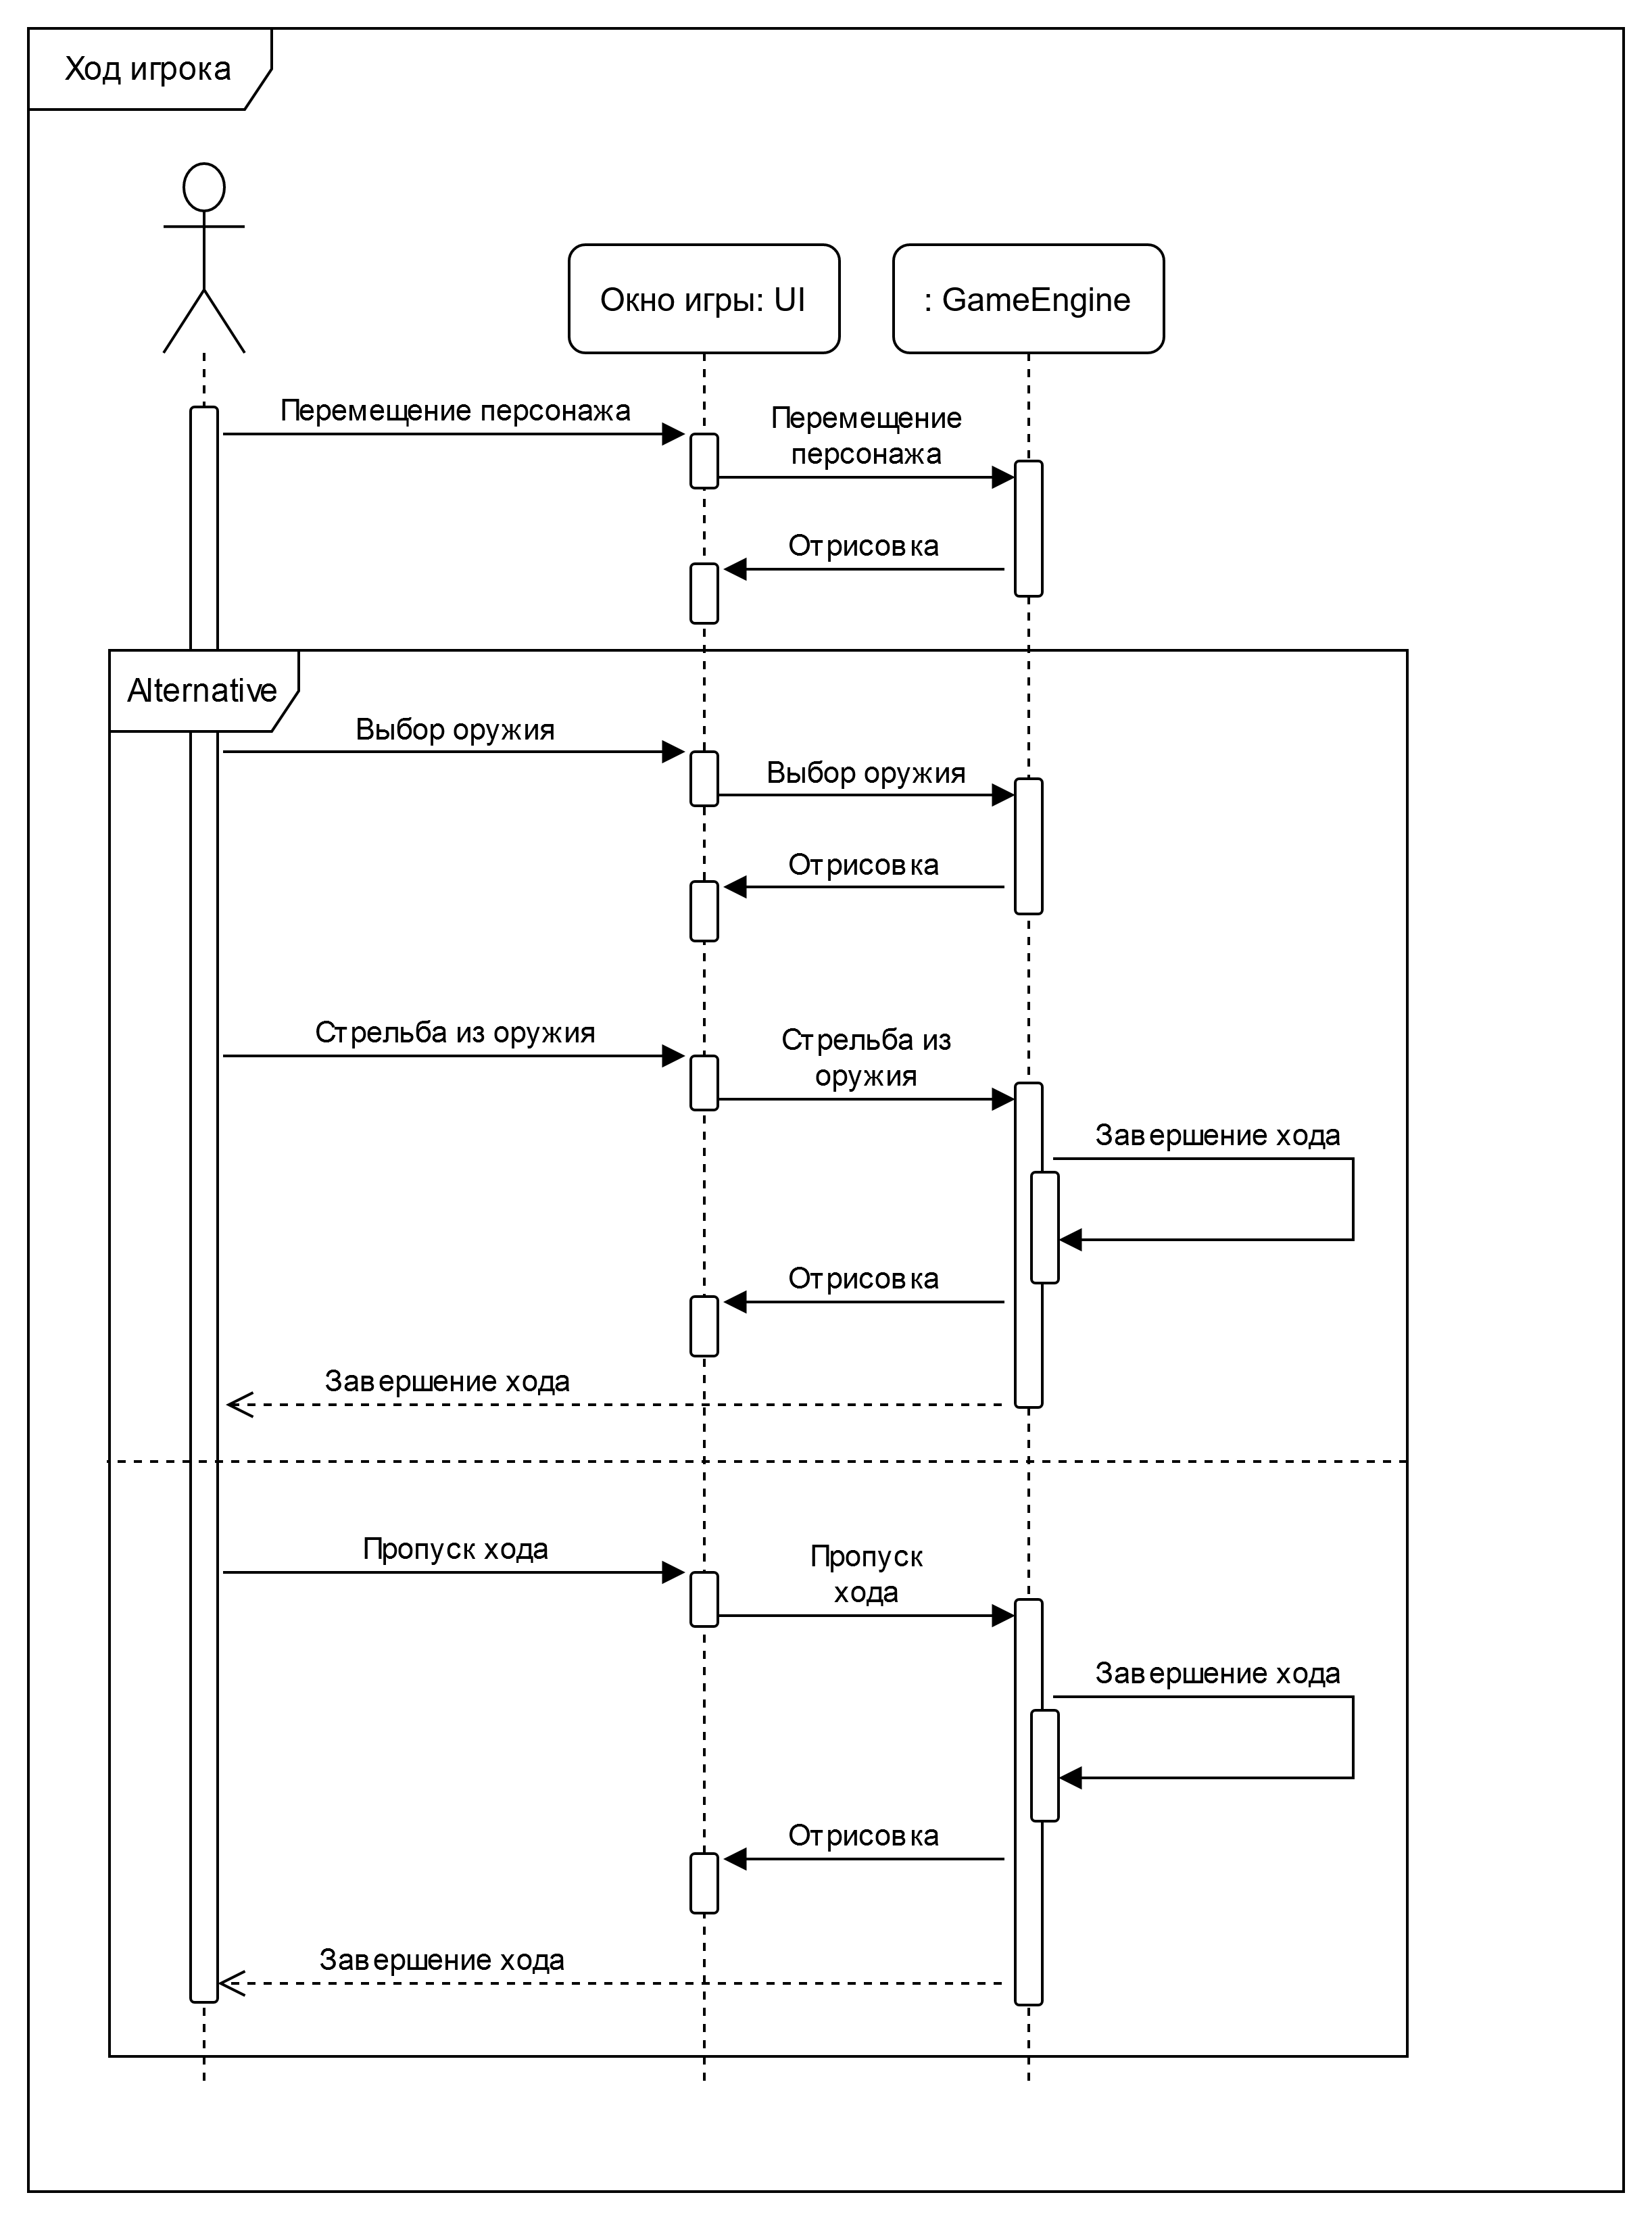 Ход игрока
Окно игры: UI
: GameEngine
Перемещение персонажа
Перемещение
персонажа
Отрисовка
Alternative
Выбор оружия
Выбор оружия
Отрисовка
Стрельба из оружия
Стрельба из
оружия
Завершение хода
Отрисовка
Завершение хода
Пропуск хода
Пропуск
хода
Завершение хода
Отрисовка
Завершение хода